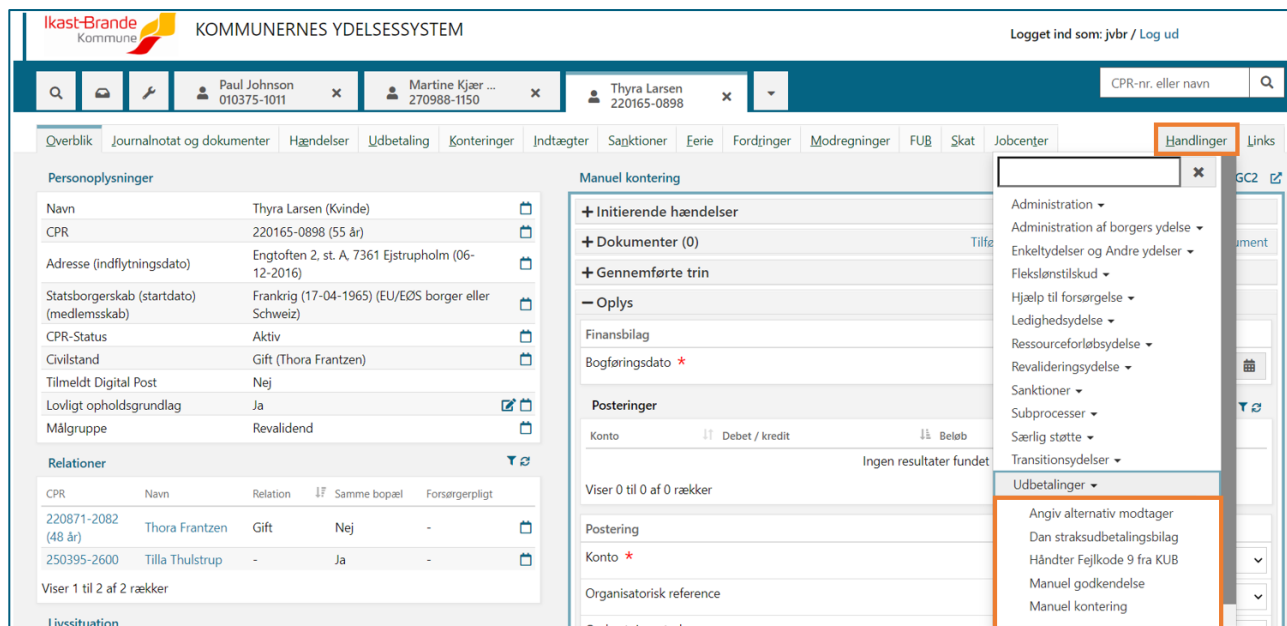 Ikast-Brande
Kommune
KOMMUNERNES YDELSESSYSTEM
Logget ind som: jvbr / Log ud
Paul Johnson
010375-1011
Martine Kjær ...
270988-1150
Thyra Larsen
220165-0898
CPR-nr. eller navn
Overblik Journalnotat og dokumenter Hændelser Udbetaling Konteringer Indtægter Sanktioner Ferie Fordringer Modregninger FUB Skat Jobcenter Handlinger Links
Personoplysninger
Navn Thyra Larsen (Kvinde)
CPR 220165-0898 (55 år)
Adresse (indflytningsdato) Engtoften 2, st. A, 7361 Ejstrupholm (06-
12-2016)
Statsborgerskab (startdato) Frankrig (17-04-1965) (EU/EØS borger eller
(medlemsskab) Schweiz)
CPR-Status Aktiv
Civilstand Gift (Thora Frantzen)
Tilmeldt Digital Post Nej
Lovligt opholdsgrundlag Ja
Målgruppe Revalidend
Relationer
CPR Navn Relation Samme bopæl Forsørgerpligt
220871-2082
(48 år) Thora Frantzen Gift Nej -
250395-2600 Tilla Thulstrup - Ja -
Viser 1 til 2 af 2 rækker
Livssituation
Manuel kontering GC2
+ Initierende hændelser
+ Dokumenter (0)
+ Gennemførte trin
− Oplys
Finansbilag
Bogføringsdato *
Posteringer
Konto Debet / kredit Beløb
Ingen resultater fundet
Viser 0 til 0 af 0 rækker
Postering
Konto *
Organisatorisk reference
Administration
Administration af borgers ydelse
Enkeltydelser og Andre ydelser
Flekslønstilskud
Hjælp til forsørgelse
Ledighedsydelse
Ressourceforløbsydelse
Revalideringsydelse
Sanktioner
Subprocesser
Særlig støtte
Transitionsydelser
Udbetalinger
Angiv alternativ modtager
Dan straksudbetalingsbilag
Håndter Fejlkode 9 fra KUB
Manuel godkendelse
Manuel kontering